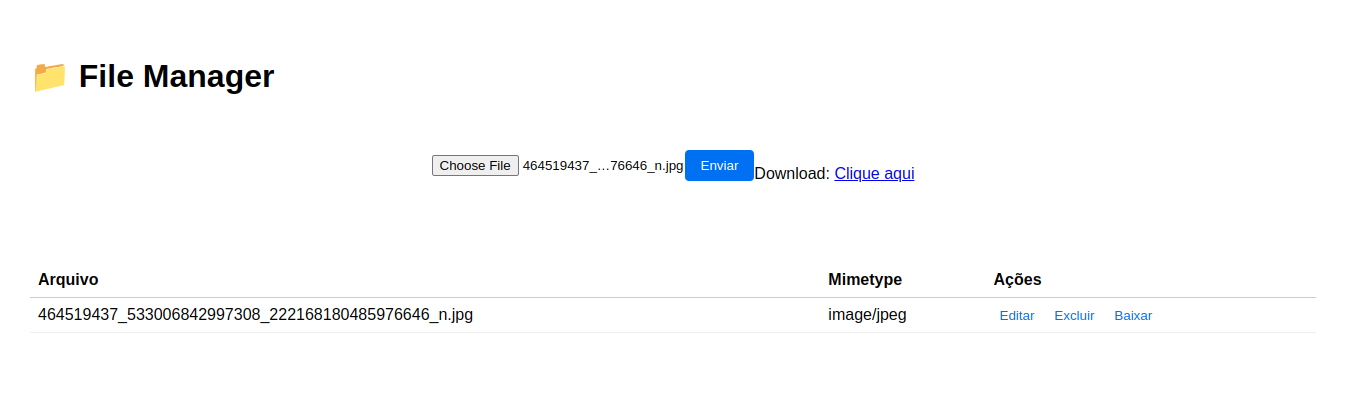 📁 File Manager
Choose File 464519437_...76646_n.jpg Enviar Download: Clique aqui
Arquivo Mimetype Ações
464519437_533006842997308_222168180485976646_n.jpg image/jpeg Editar Excluir Baixar